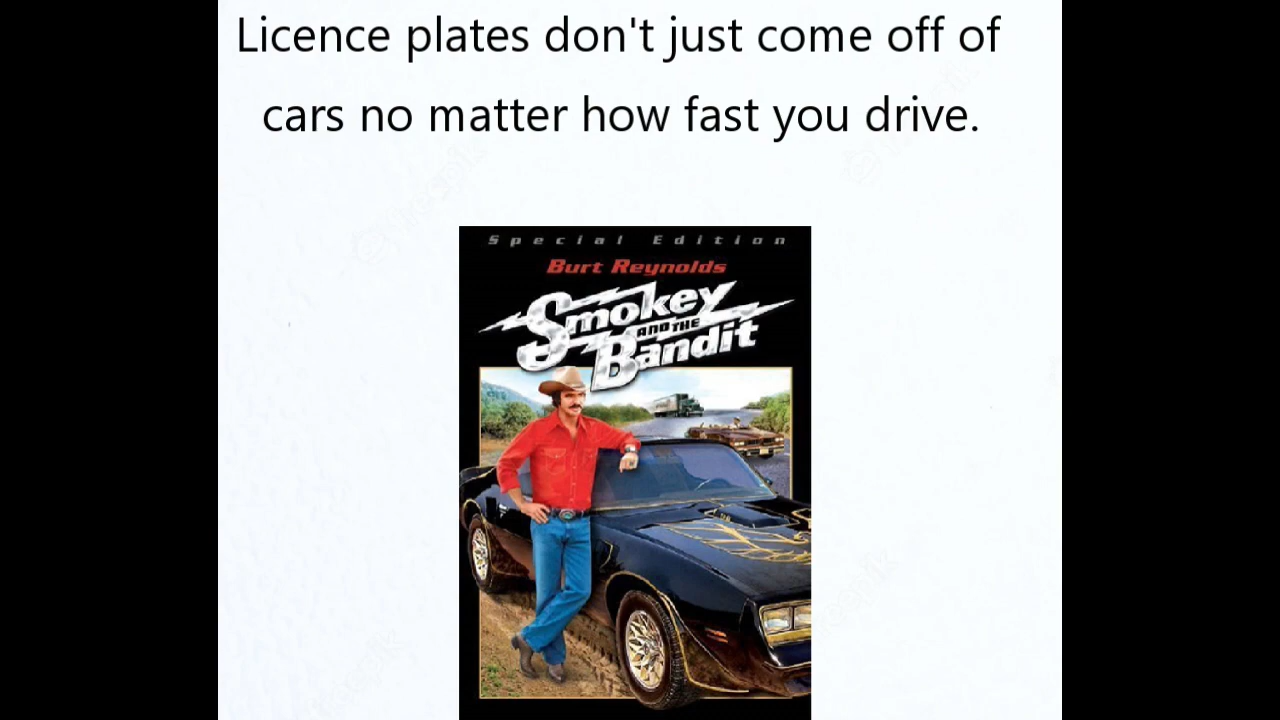 Licence plates don't just come off of
cars no matter how fast you drive.
Special Edition
Burt Reynolds
Smokey
AND THE
Bandit